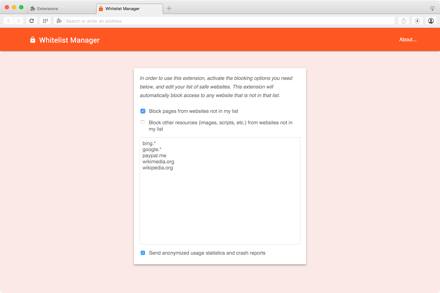 Extensions
Whitelist Manager
Search or enter an address
Whitelist Manager
About...
In order to use this extension, activate the blocking options you need
below, and edit your list of safe websites. This extension will
automatically block access to any website that is not in that list.
Block pages from websites not in my list
Block other resources (images, scripts, etc.) from websites not in
my list
bing.*
google.*
paypal.me
wikimedia.org
wikipedia.org
Send anonymized usage statistics and crash reports